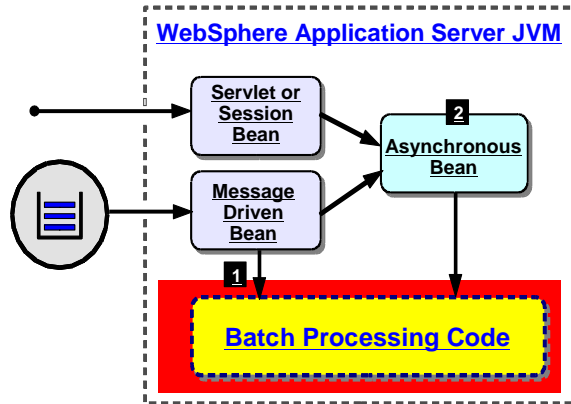 WebSphere Application Server JVM
Servlet or
Session
Bean
2
Asynchronous
Bean
Message
Driven
Bean
1
Batch Processing Code